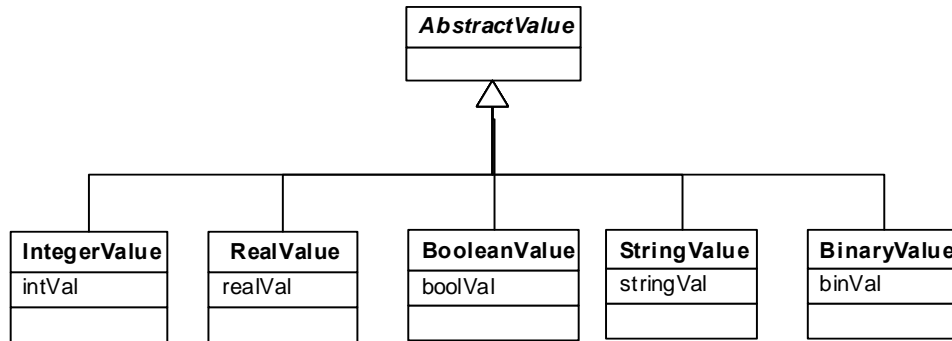 AbstractValue
IntegerValue
intVal
RealValue
realVal
BooleanValue
boolVal
StringValue
stringVal
BinaryValue
binVal